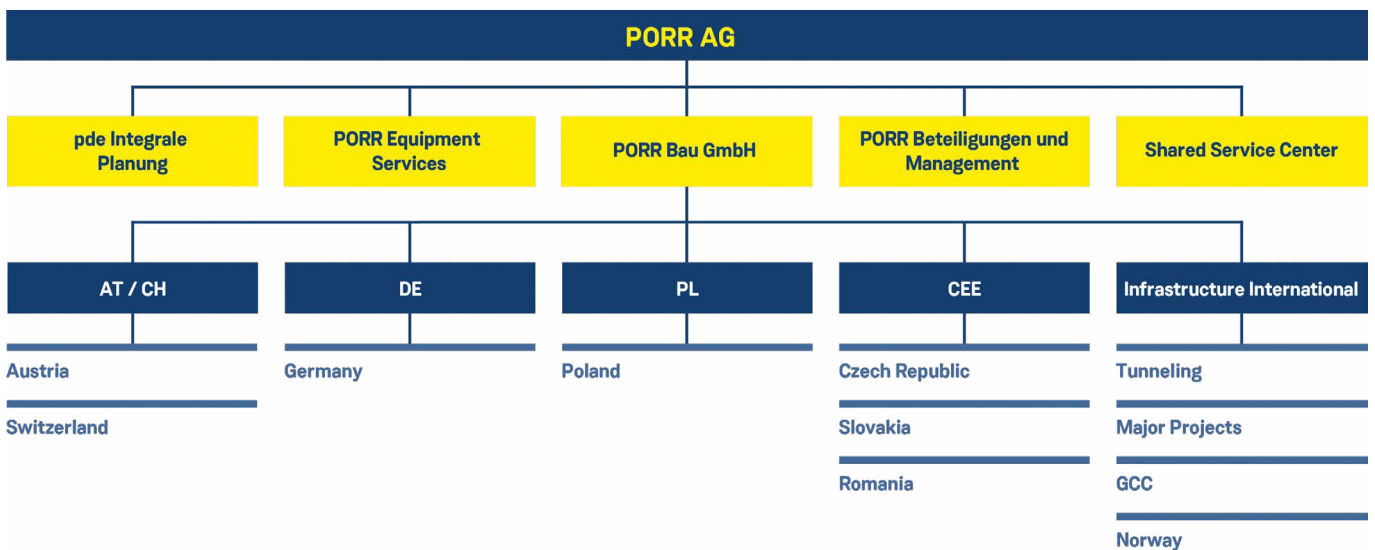 PORR AG
pde Integrale
Planung
PORR Equipment
Services
PORR Bau GmbH
PORR Beteiligungen und
Management
Shared Service Center
AT / CH
DE
PL
CEE
Infrastructure International
Austria
Switzerland
Germany
Poland
Czech Republic
Slovakia
Romania
Tunneling
Major Projects
GCC
Norway